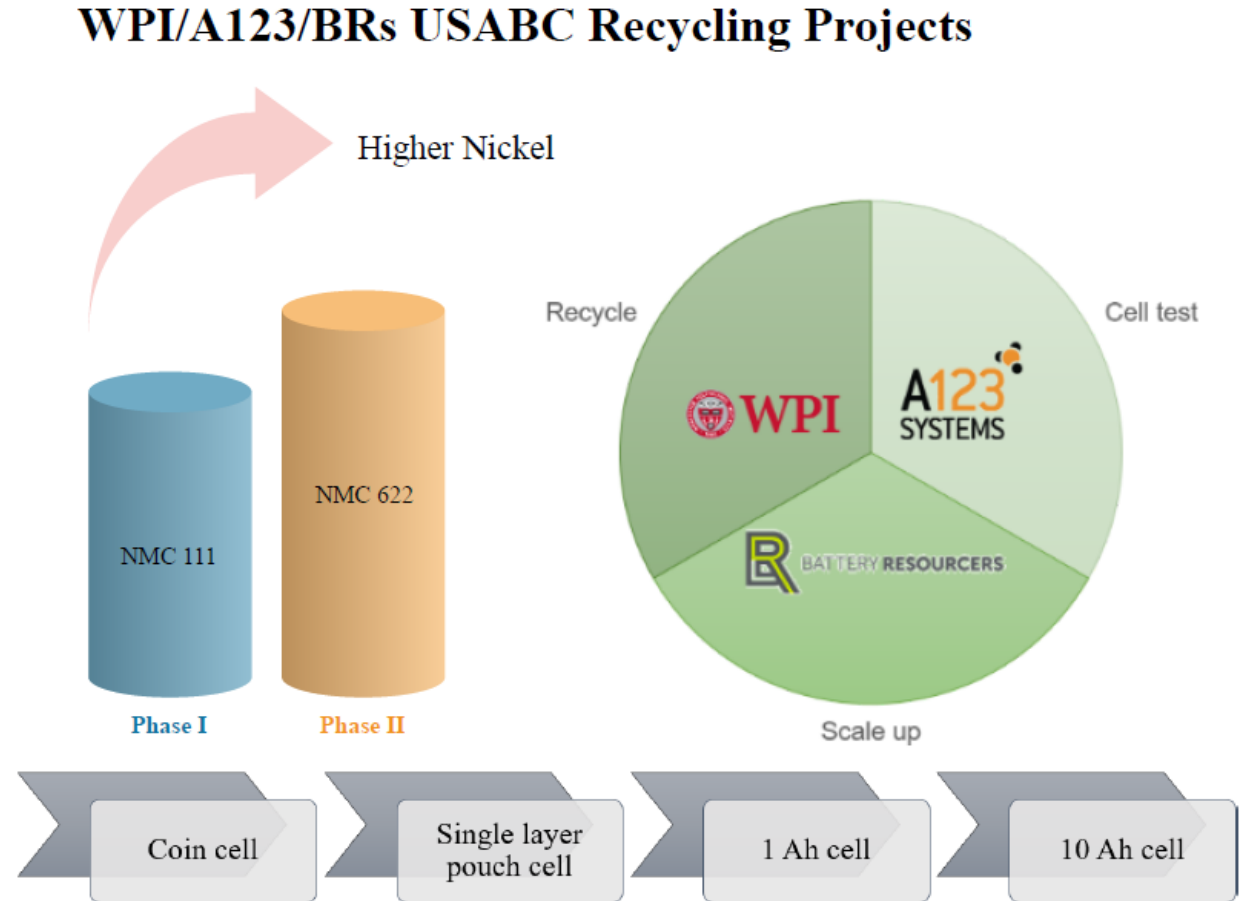 WPI/A123/BRs USABC Recycling Projects
Higher Nickel
NMC 111
NMC 622
Phase I
Phase II
Recycle
Cell test
WPI
A123
SYSTEMS
BATTERY RESOURCERS
Scale up
Coin cell
Single layer
pouch cell
1 Ah cell
10 Ah cell